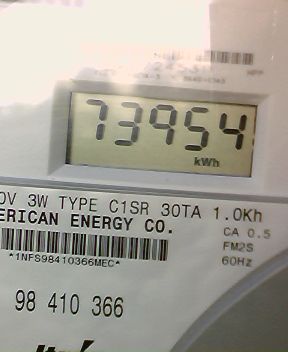 73954
kWh
0V 3W TYPE C1SR 30TA 1.0Kh
ERICAN ENERGY CO.
CA 0.5
FM2S
*1NFS98410366MEC*
60Hz
98 410 366